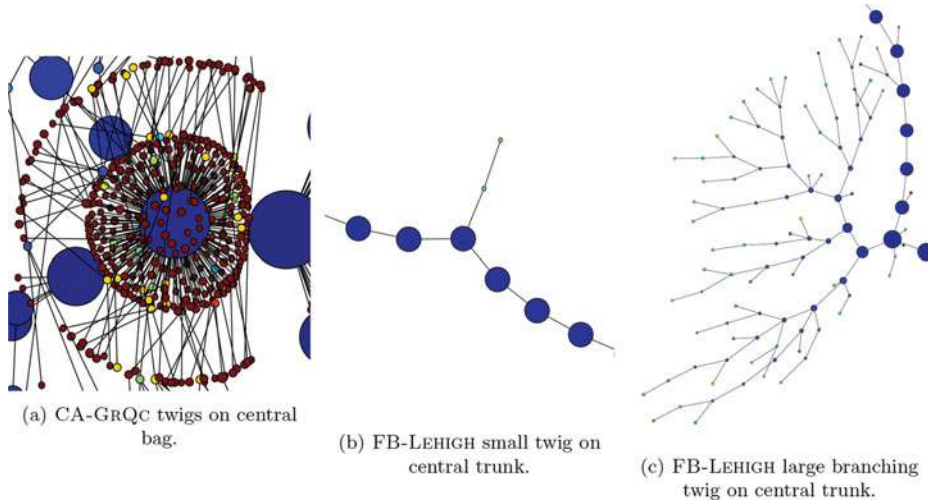 (a) CA-GRQC twigs on central
bag.
(b) FB-LEHIGH small twig on
central trunk.
(c) FB-LEHIGH large branching
twig on central trunk.